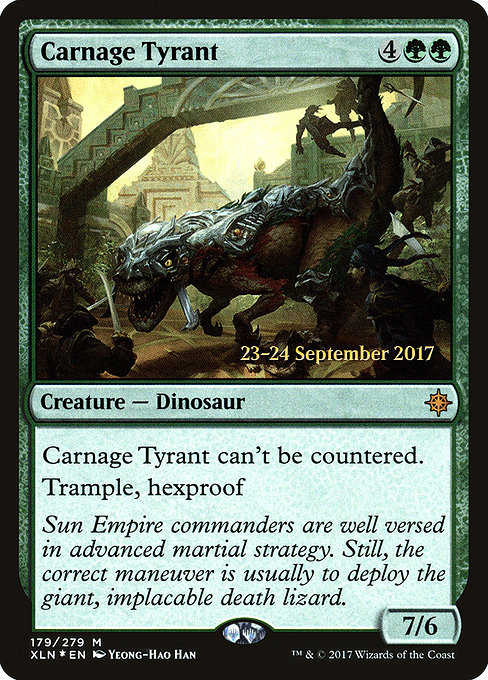 Carnage Tyrant 4
23–24 September 2017
Creature — Dinosaur
Carnage Tyrant can't be countered.
Trample, hexproof
Sun Empire commanders are well versed
in advanced martial strategy. Still, the
correct maneuver is usually to deploy the
giant, implacable death lizard.
7/6
179/279 M
XLN EN Yeong-Hao Han
™ & © 2017 Wizards of the Coast